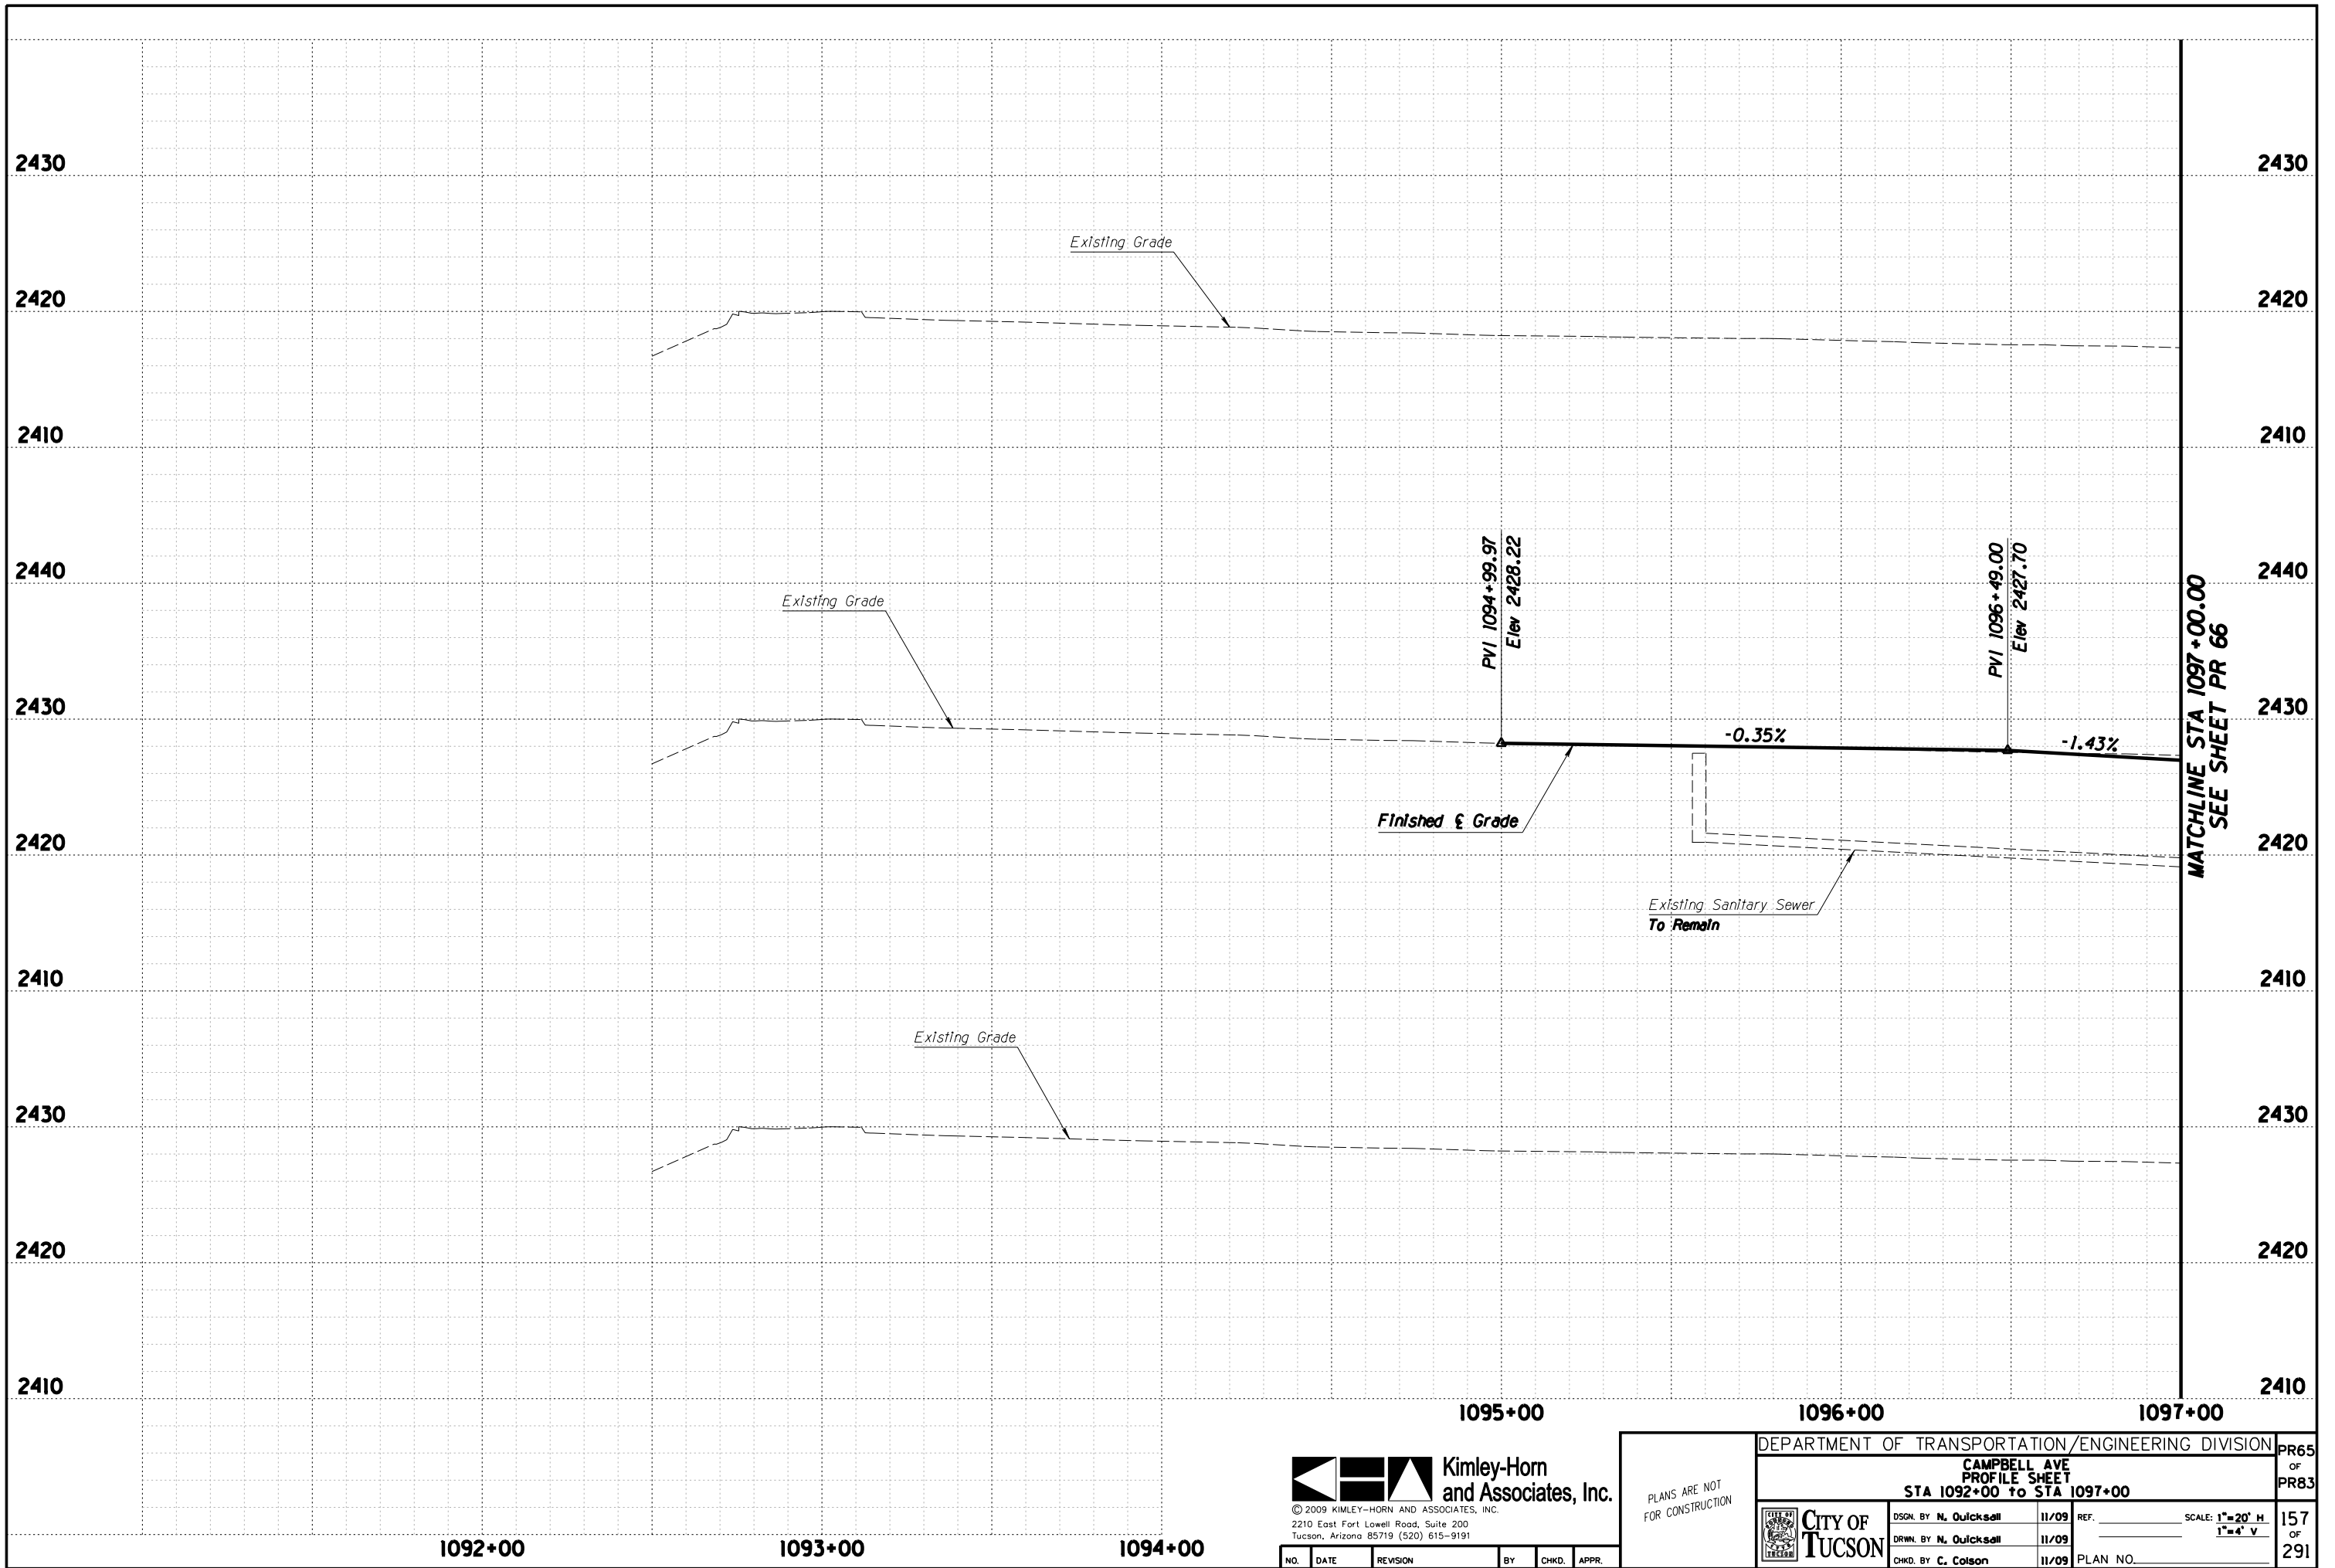 2430
2430
Existing Grade
2420
2420
2410
2410
PVI 1094+99.97
Elev 2428.22
PVI 1096+49.00
Elev 2427.70
2440
2440
Existing Grade
MATCHLINE STA 1097+00.00
SEE SHEET PR 66
2430
2430
-0.35%
-1.43%
Finished ℄ Grade
2420
2420
Existing Sanitary Sewer
To Remain
2410
2410
Existing Grade
2430
2430
2420
2420
2410
2410
1095+00
1096+00
1097+00
1092+00
1093+00
1094+00
Kimley-Horn
and Associates, Inc.
© 2009 KIMLEY-HORN AND ASSOCIATES, INC.
2210 East Fort Lowell Road, Suite 200
Tucson, Arizona 85719 (520) 615-9191
NO. DATE REVISION BY CHKD. APPR.
PLANS ARE NOT
FOR CONSTRUCTION
DEPARTMENT OF TRANSPORTATION/ENGINEERING DIVISION
CAMPBELL AVE
PROFILE SHEET
STA 1092+00 to STA 1097+00
PR65
OF
PR83
CITY OF
TUCSON
DSGN. BY N. Quicksall 11/09
DRWN. BY N. Quicksall 11/09
CHKD. BY C. Colson 11/09
REF.
SCALE: 1"=20' H
1"=4' V
PLAN NO.
157
OF
291